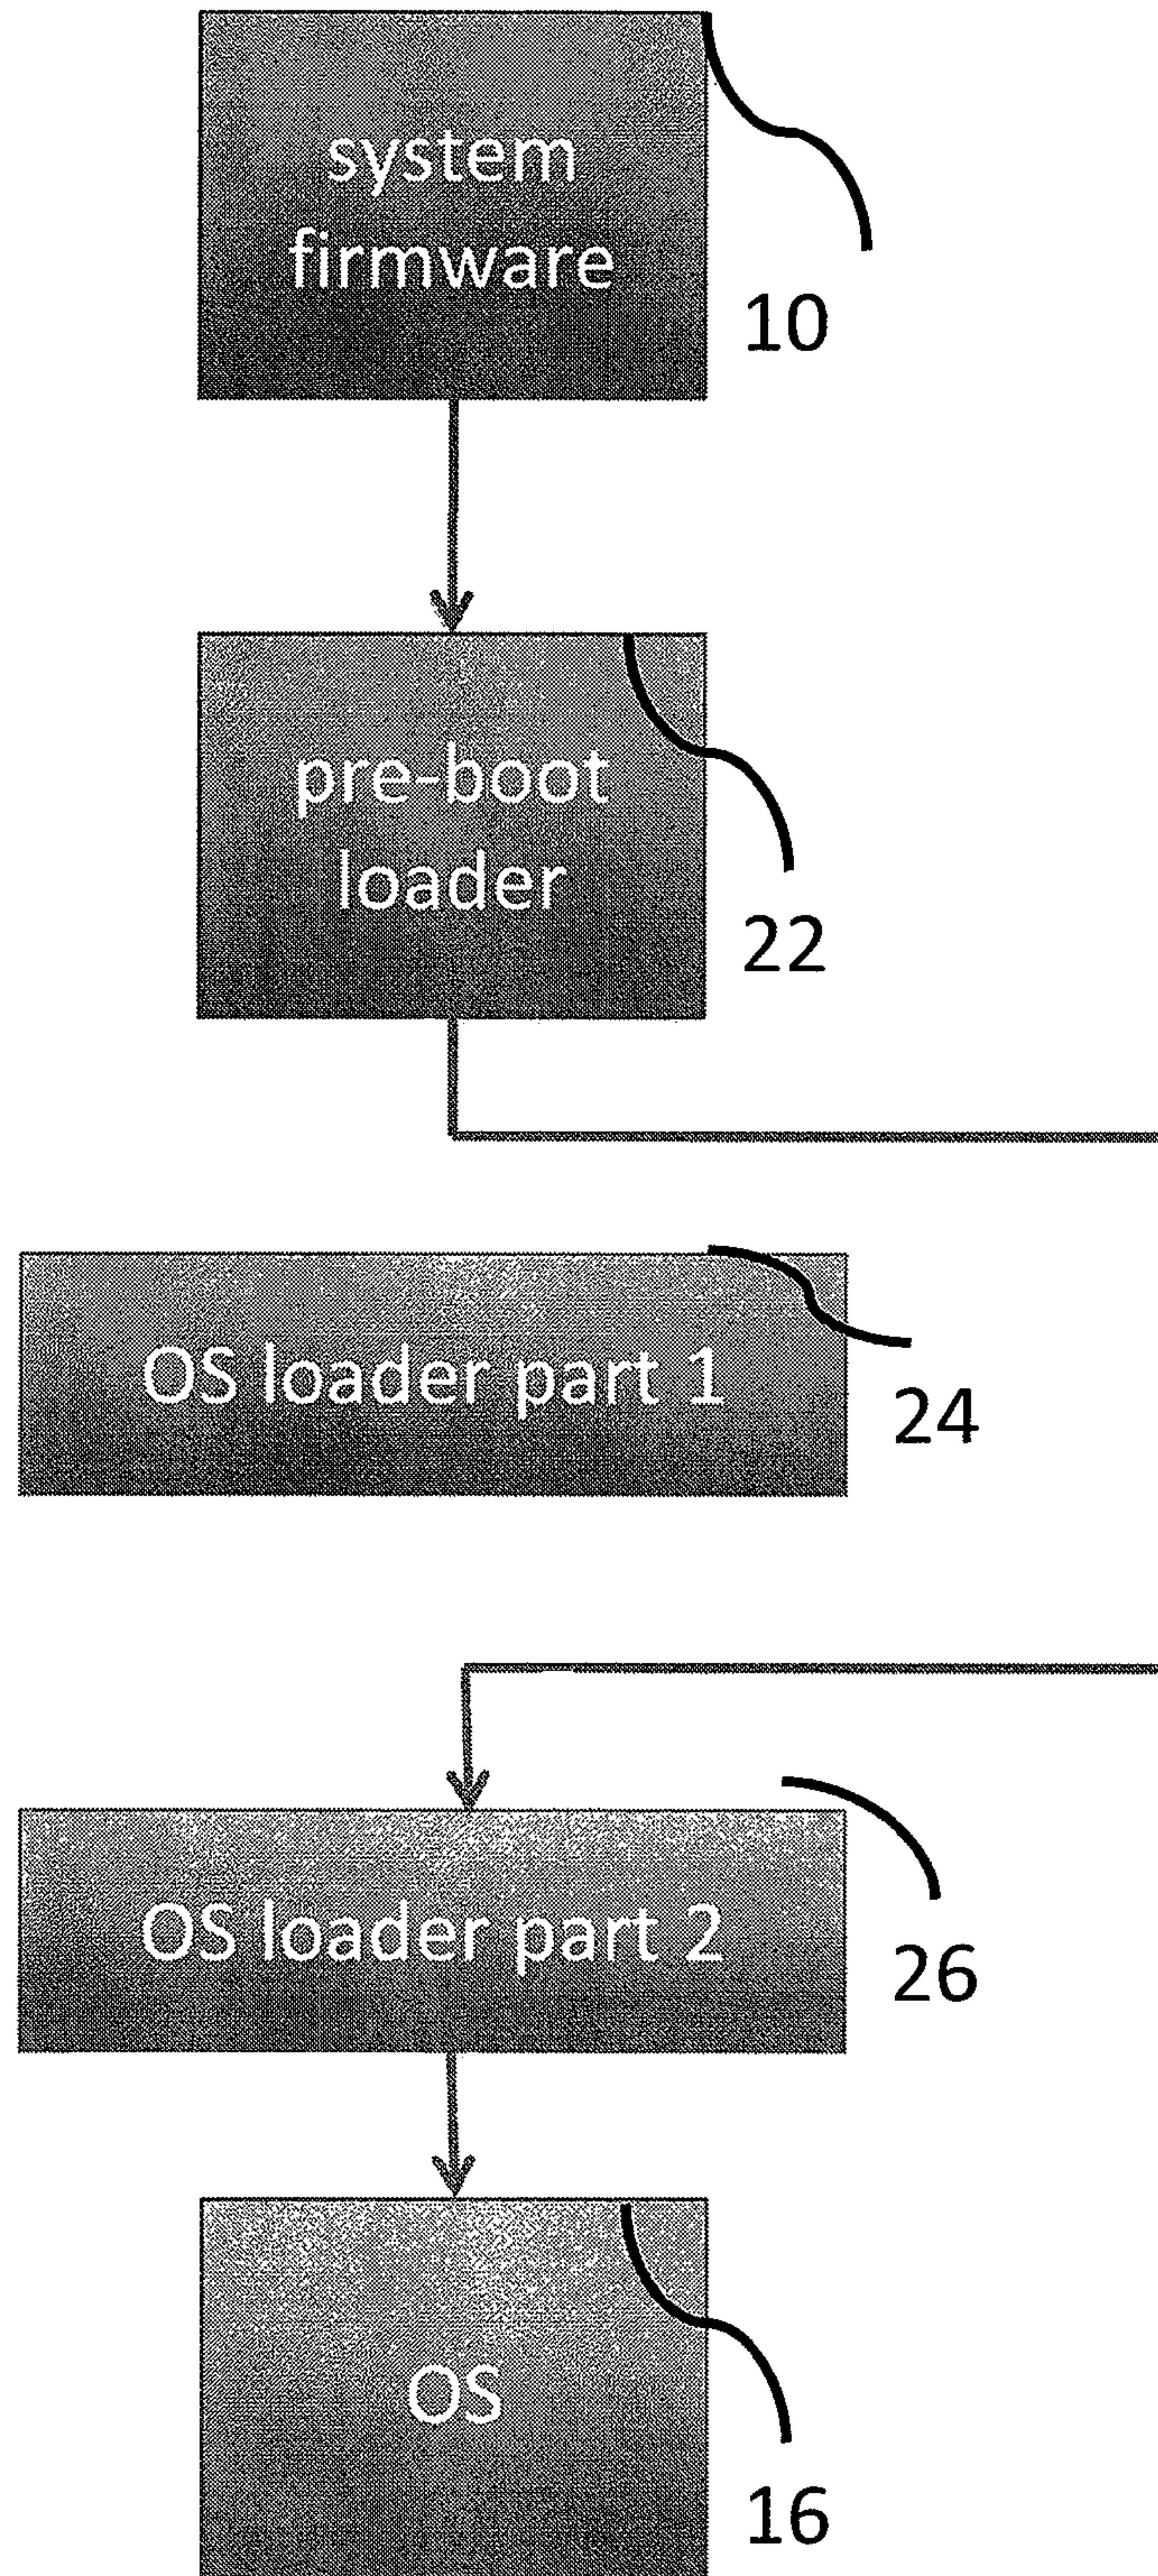 system
firmware
10
pre-boot
loader
22
OS loader part 1
24
OS loader part 2
26
OS
16